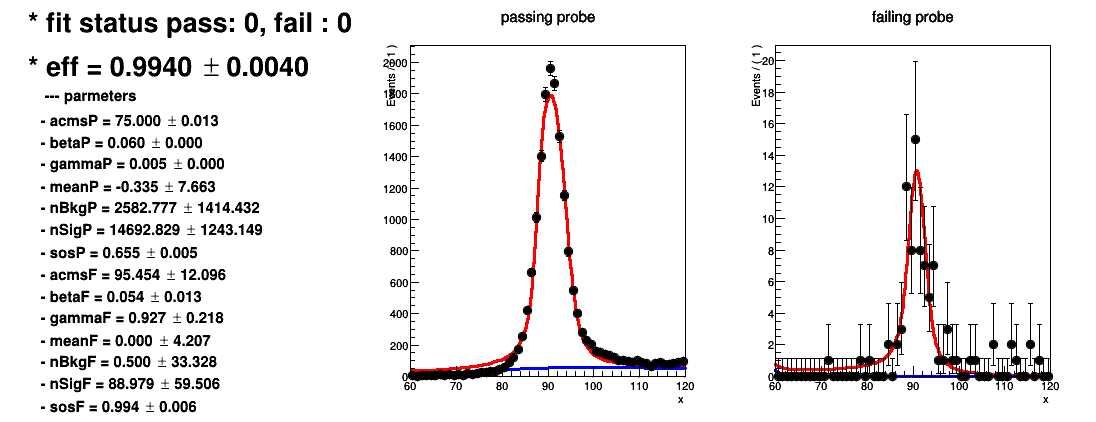 * fit status pass: 0, fail : 0
* eff = 0.9940 ± 0.0040
--- parmeters
- acmsP = 75.000 ± 0.013
- betaP = 0.060 ± 0.000
- gammaP = 0.005 ± 0.000
- meanP = -0.335 ± 7.663
- nBkgP = 2582.777 ± 1414.432
- nSigP = 14692.829 ± 1243.149
- sosP = 0.655 ± 0.005
- acmsF = 95.454 ± 12.096
- betaF = 0.054 ± 0.013
- gammaF = 0.927 ± 0.218
- meanF = 0.000 ± 4.207
- nBkgF = 0.500 ± 33.328
- nSigF = 88.979 ± 59.506
- sosF = 0.994 ± 0.006
passing probe
Events / ( 1 )
2000
1800
1600
1400
1200
1000
800
600
400
200
0
60 70 80 90 100 110 120
x
failing probe
Events / ( 1 )
20
18
16
14
12
10
8
6
4
2
0
60 70 80 90 100 110 120
x